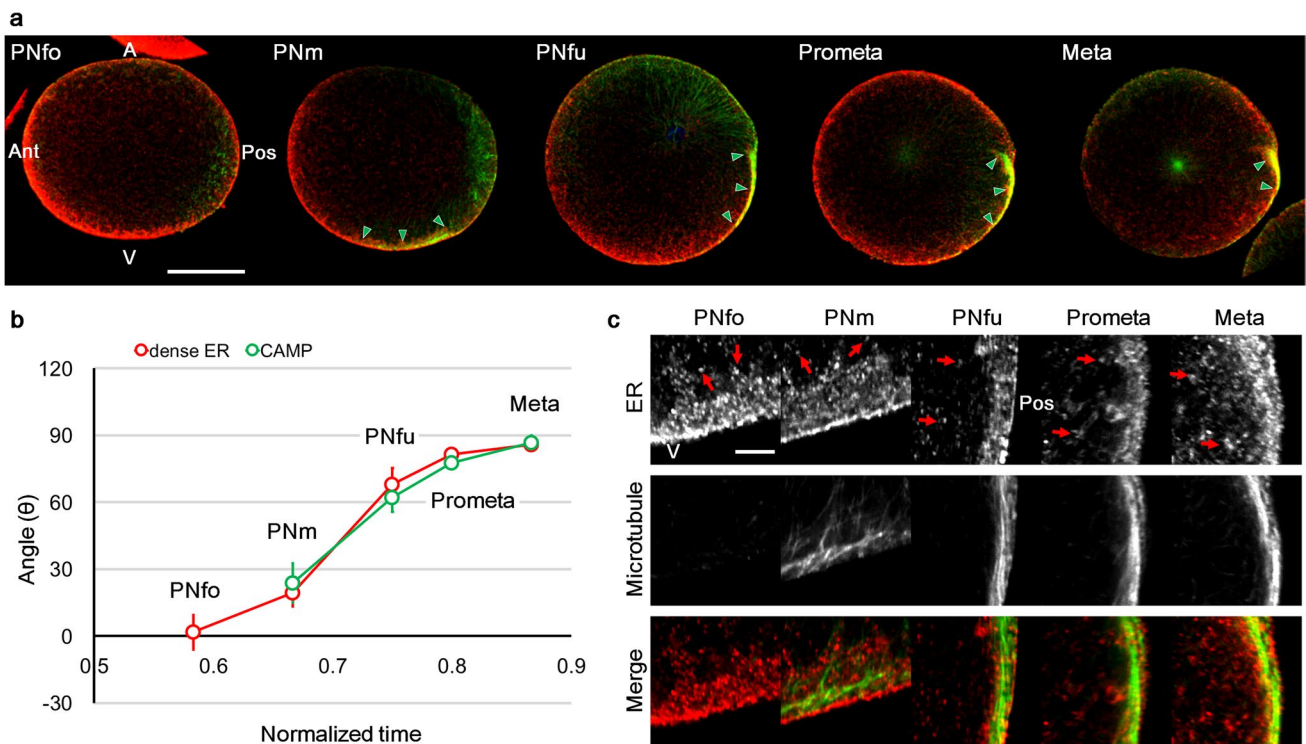 a
PNfo
PNm
PNfu
Prometa
Meta
A
Ant
Pos
V
b
dense ER
CAMP
120
90
60
30
0
-30
Angle (θ)
PNfo
PNm
PNfu
Prometa
Meta
0.5
0.6
0.7
0.8
0.9
Normalized time
c
PNfo
PNm
PNfu
Prometa
Meta
ER
V
Pos
Microtubule
Merge